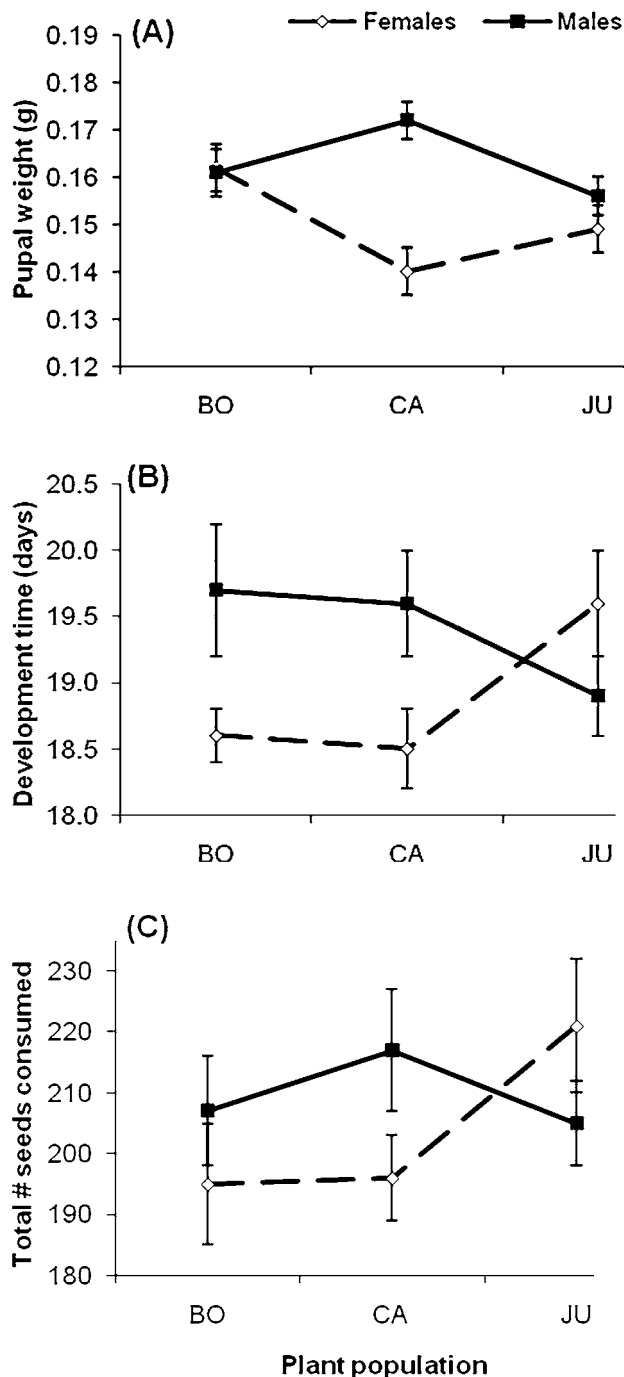 (A)
Females
Males
Pupal weight (g)
0.19
0.18
0.17
0.16
0.15
0.14
0.13
0.12
BO CA JU
(B)
Development time (days)
20.5
20.0
19.5
19.0
18.5
18.0
BO CA JU
(C)
Total # seeds consumed
230
220
210
200
190
180
BO CA JU
Plant population